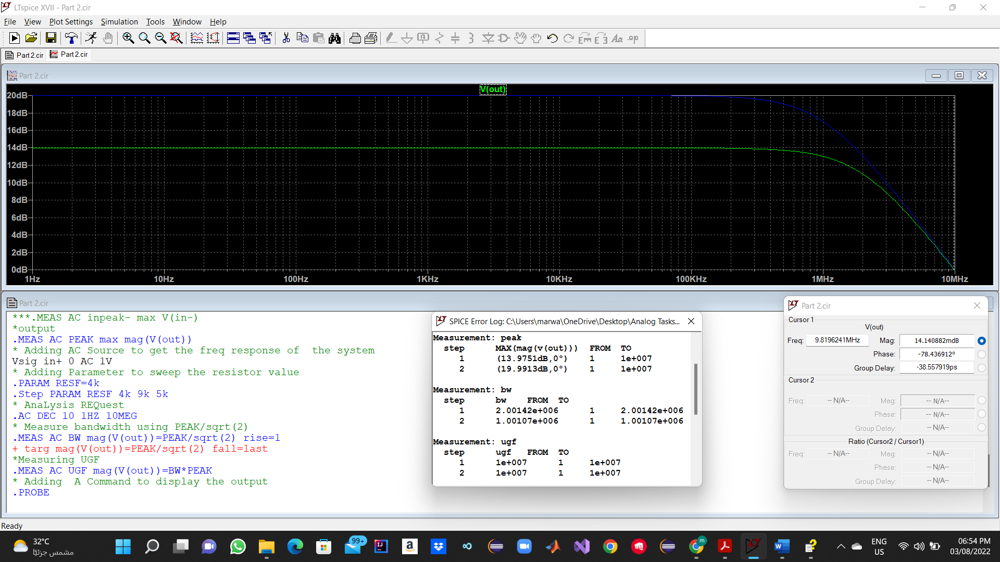 LTspice XVII - Part 2.cir
File View Plot Settings Simulation Tools Window Help
Part2.cir Part2.cir
Part 2.cir
V(out)
20dB
18dB
16dB
14dB
12dB
10dB
8dB
6dB
4dB
2dB
0dB
1Hz 10Hz 100Hz 1KHz 10KHz 100KHz 1MHz 10MHz
Part 2.cir
***.MEAS AC inpeak- max V(in-)
*output
.MEAS AC PEAK max mag(V(out))
* Adding AC Source to get the freq response of  the system
Vsig in+ 0 AC 1V
* Adding Parameter to sweep the resistor value
.PARAM RESF=4k
.Step PARAM RESF 4k 9k 5k
* AnaLysis REQuest
.AC DEC 10 1HZ 10MEG
* Measure bandwidth using PEAK/sqrt(2)
.MEAS AC BW mag(V(out))=PEAK/sqrt(2) rise=1
+ targ mag(V(out))=PEAK/sqrt(2) fall=last
*Measuring UGF
.MEAS AC UGF mag(V(out))=BW*PEAK
* Adding  A Command to display the output
.PROBE
SPICE Error Log: C:\Users\marwa\OneDrive\Desktop\Analog Tasks...
Measurement: peak
step MAX(mag(v(out))) FROM TO
1 (13.9751dB,0°) 1 1e+007
2 (19.9913dB,0°) 1 1e+007
Measurement: bw
step bw FROM TO
1 2.00142e+006 1 2.00142e+006
2 1.00107e+006 1 1.00107e+006
Measurement: ugf
step ugf FROM TO
1 1e+007 1 1e+007
2 1e+007 1 1e+007
Part 2.cir
Cursor 1
V(out)
Freq: 9.8196241MHz Mag: 14.140882mdB
Phase: -78.436912º
Group Delay: -38.557919ps
Cursor 2
Freq: -- N/A-- Mag: -- N/A--
Phase: -- N/A--
Group Delay: -- N/A--
Ratio (Cursor2 / Cursor1)
Freq: -- N/A-- Mag: -- N/A--
Phase: -- N/A--
Group Delay: -- N/A--
Ready
32°C
مشمس جزئيًا
99+
ENG
US
06:54 PM
03/08/2022